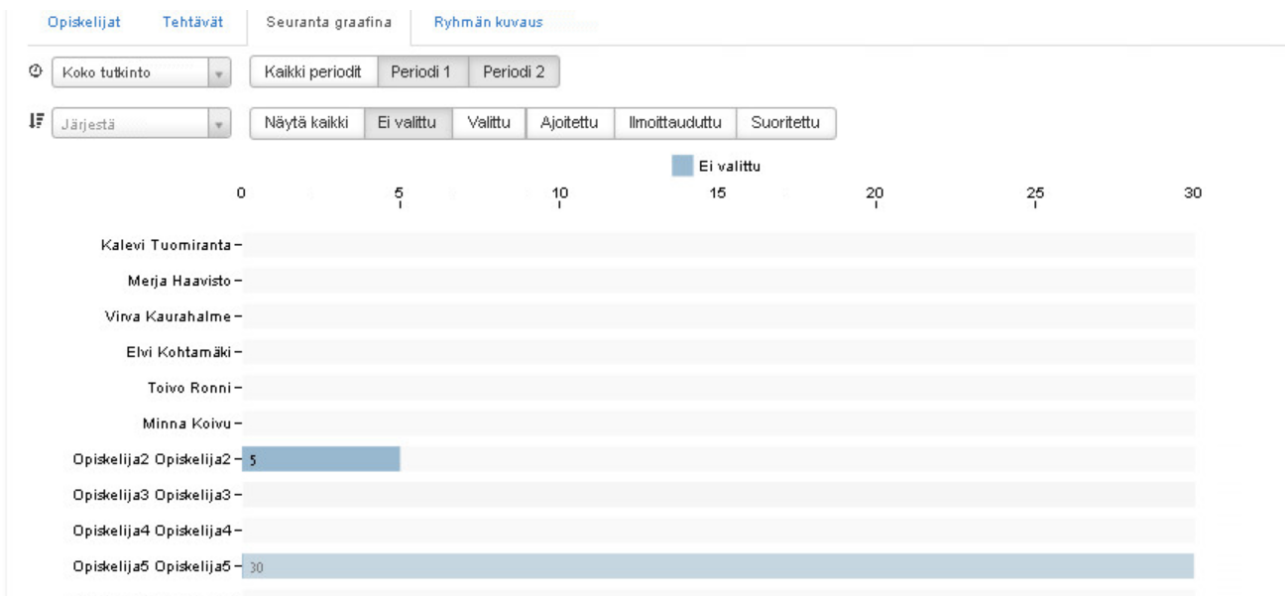 Opiskelijat Tehtävät Seuranta graafina Ryhmän kuvaus
Koko tutkinto Kaikki periodit Periodi 1 Periodi 2
Järjestä Näytä kaikki Ei valittu Valittu Ajoitettu Ilmoittauduttu Suoritettu
Ei valittu
0 5 10 15 20 25 30
Kalevi Tuomiranta
Merja Haavisto
Virva Kaurahalme
Elvi Kohtamäki
Toivo Ronni
Minna Koivu
Opiskelija2 Opiskelija2 5
Opiskelija3 Opiskelija3
Opiskelija4 Opiskelija4
Opiskelija5 Opiskelija5 30